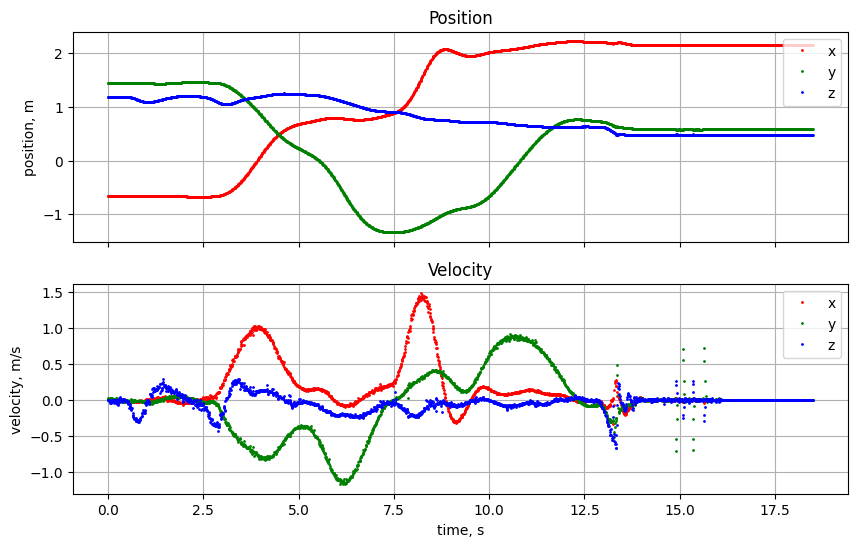 Position
position, m
2
1
0
−1
x
y
z
Velocity
velocity, m/s
1.5
1.0
0.5
0.0
−0.5
−1.0
x
y
z
0.0 2.5 5.0 7.5 10.0 12.5 15.0 17.5
time, s